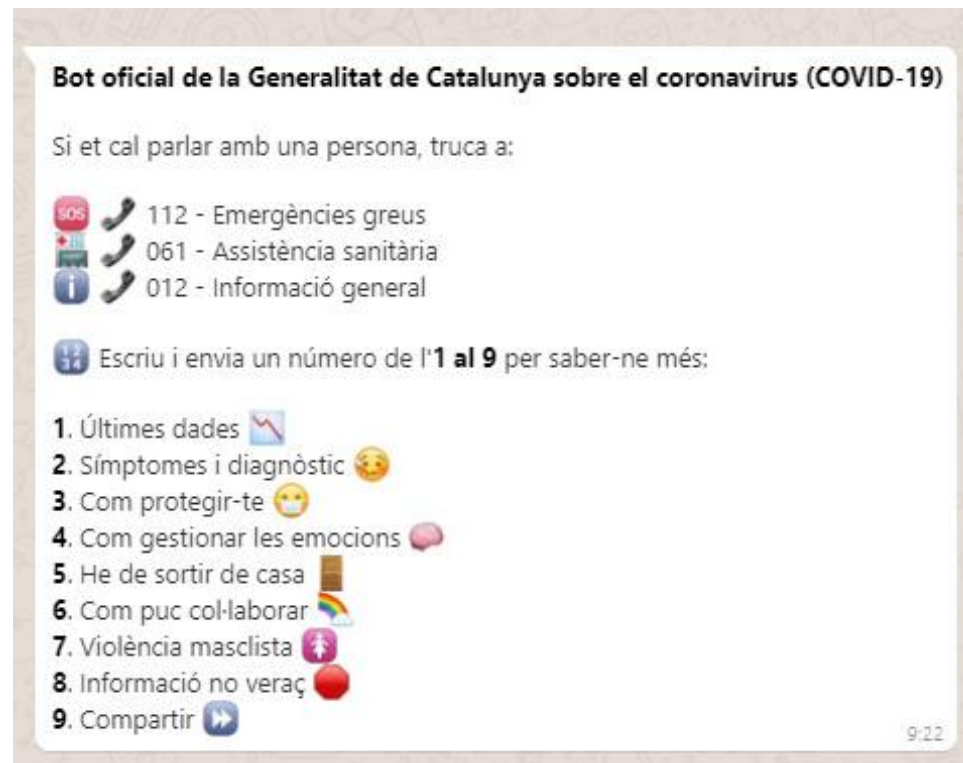 Bot oficial de la Generalitat de Catalunya sobre el coronavirus (COVID-19)
Si et cal parlar amb una persona, truca a:
🆘 📞 112 - Emergències greus
🏥 📞 061 - Assistència sanitària
ℹ️ 📞 012 - Informació general
🔢 Escriu i envia un número de l'1 al 9 per saber-ne més:
1. Últimes dades 📉
2. Símptomes i diagnòstic 🥴
3. Com protegir-te 😷
4. Com gestionar les emocions 🧠
5. He de sortir de casa 🚪
6. Com puc col·laborar 🌈
7. Violència masclista 🚺
8. Informació no veraç 🛑
9. Compartir ⏩
9:22